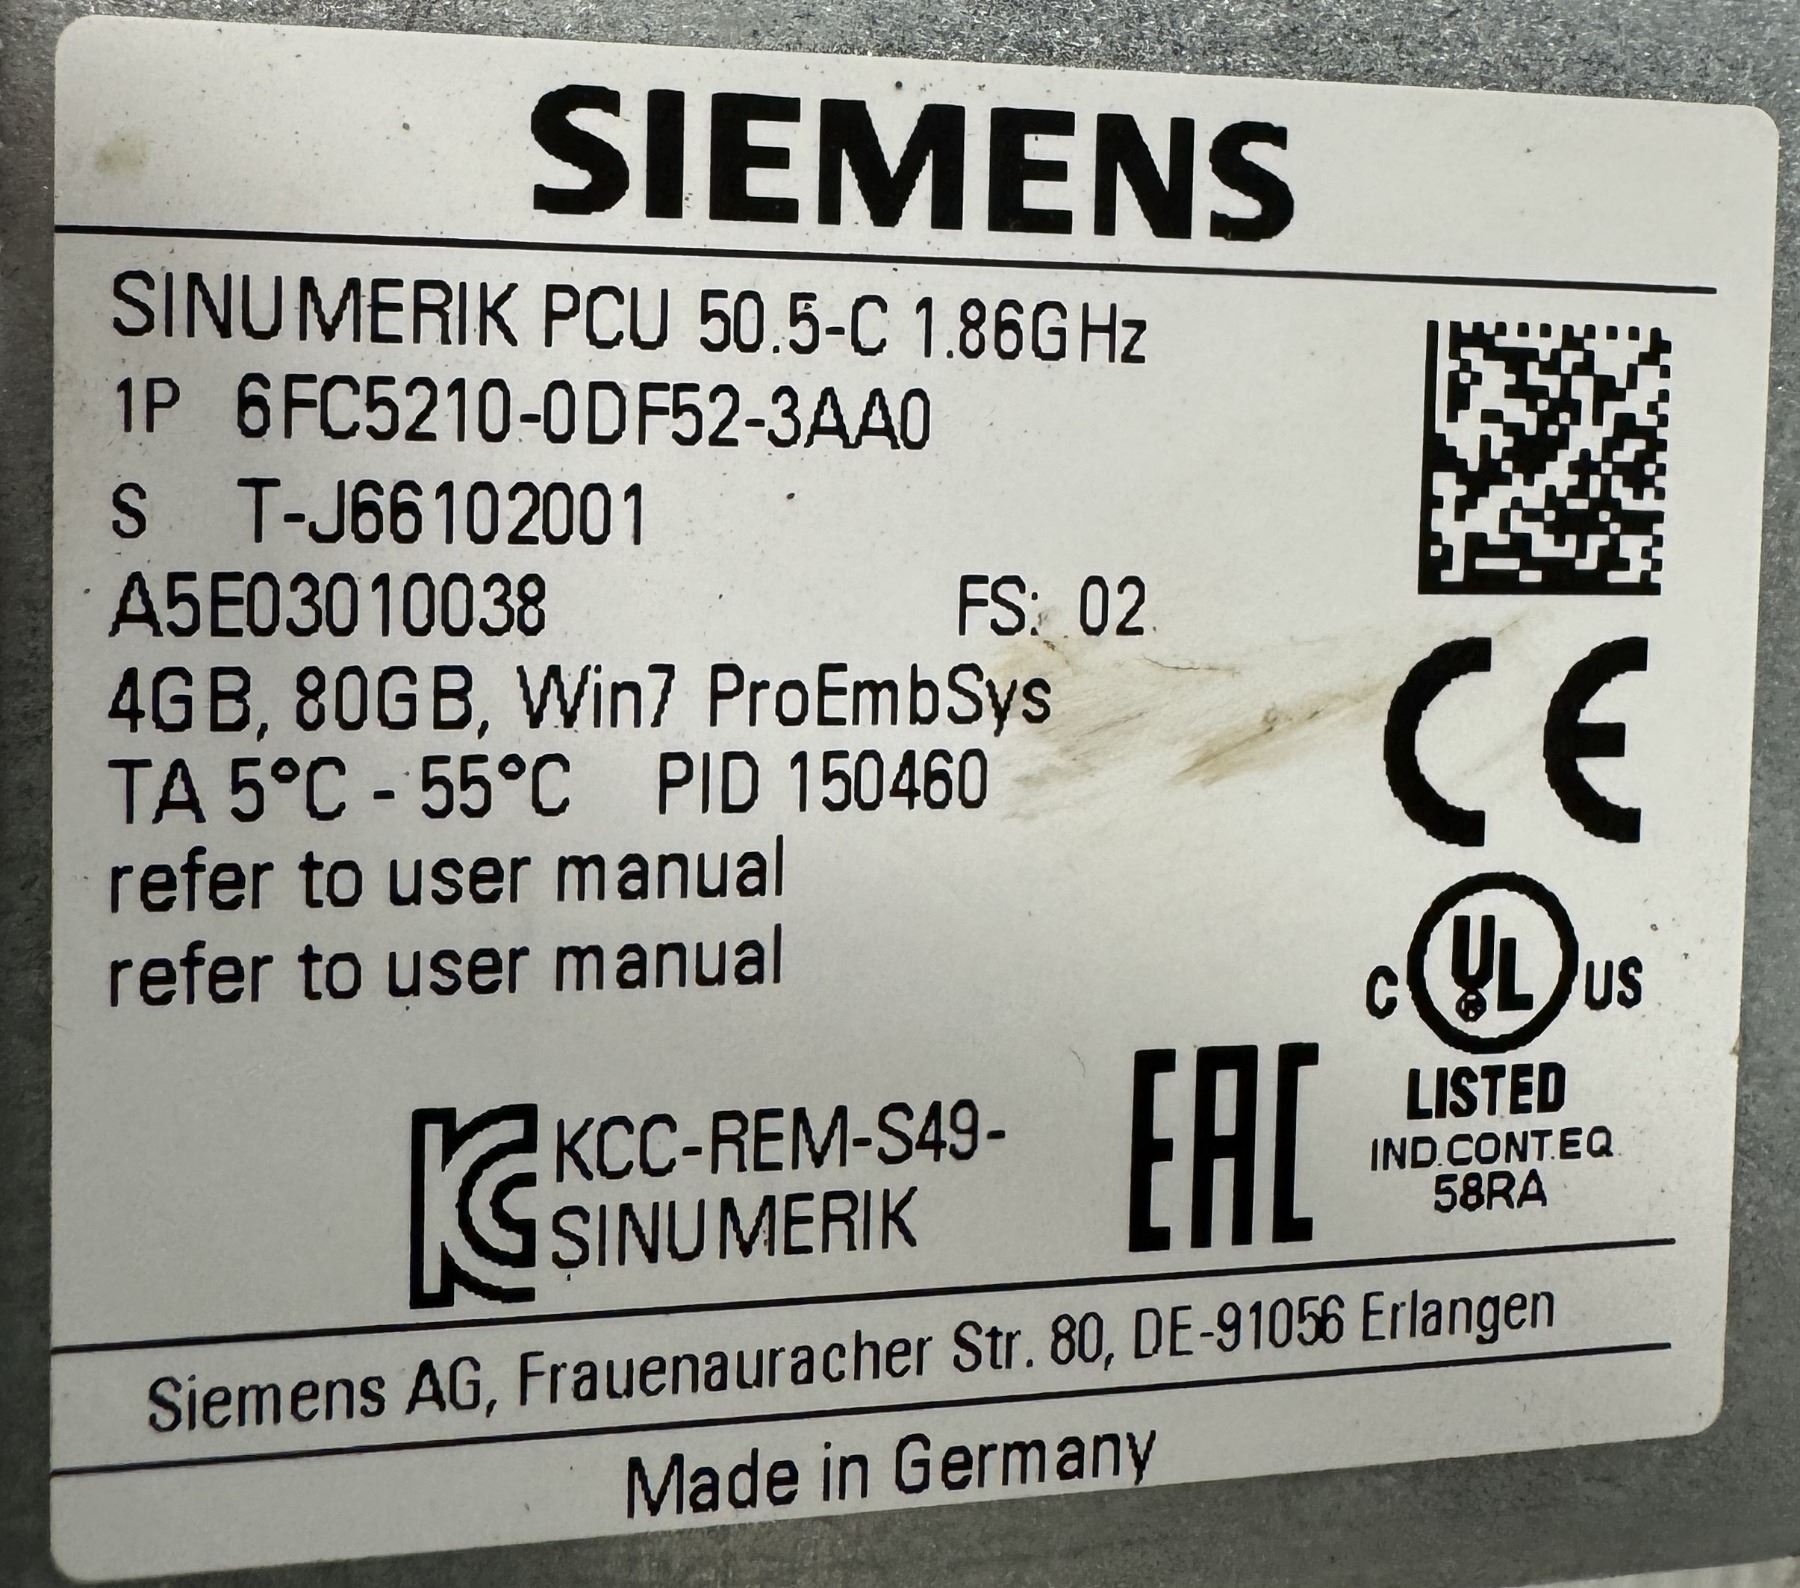 SIEMENS
SINUMERIK PCU 50.5-C 1.86GHz
1P 6FC5210-0DF52-3AA0
S T-J66102001
A5E03010038 FS: 02
4GB, 80GB, Win7 ProEmbSys
TA 5°C - 55°C PID 150460
refer to user manual
refer to user manual
CE
C UL US
LISTED
IND.CONT.EQ
58RA
KC KCC-REM-S49-
SINUMERIK
EAC
Siemens AG, Frauenauracher Str. 80, DE-91056 Erlangen
Made in Germany